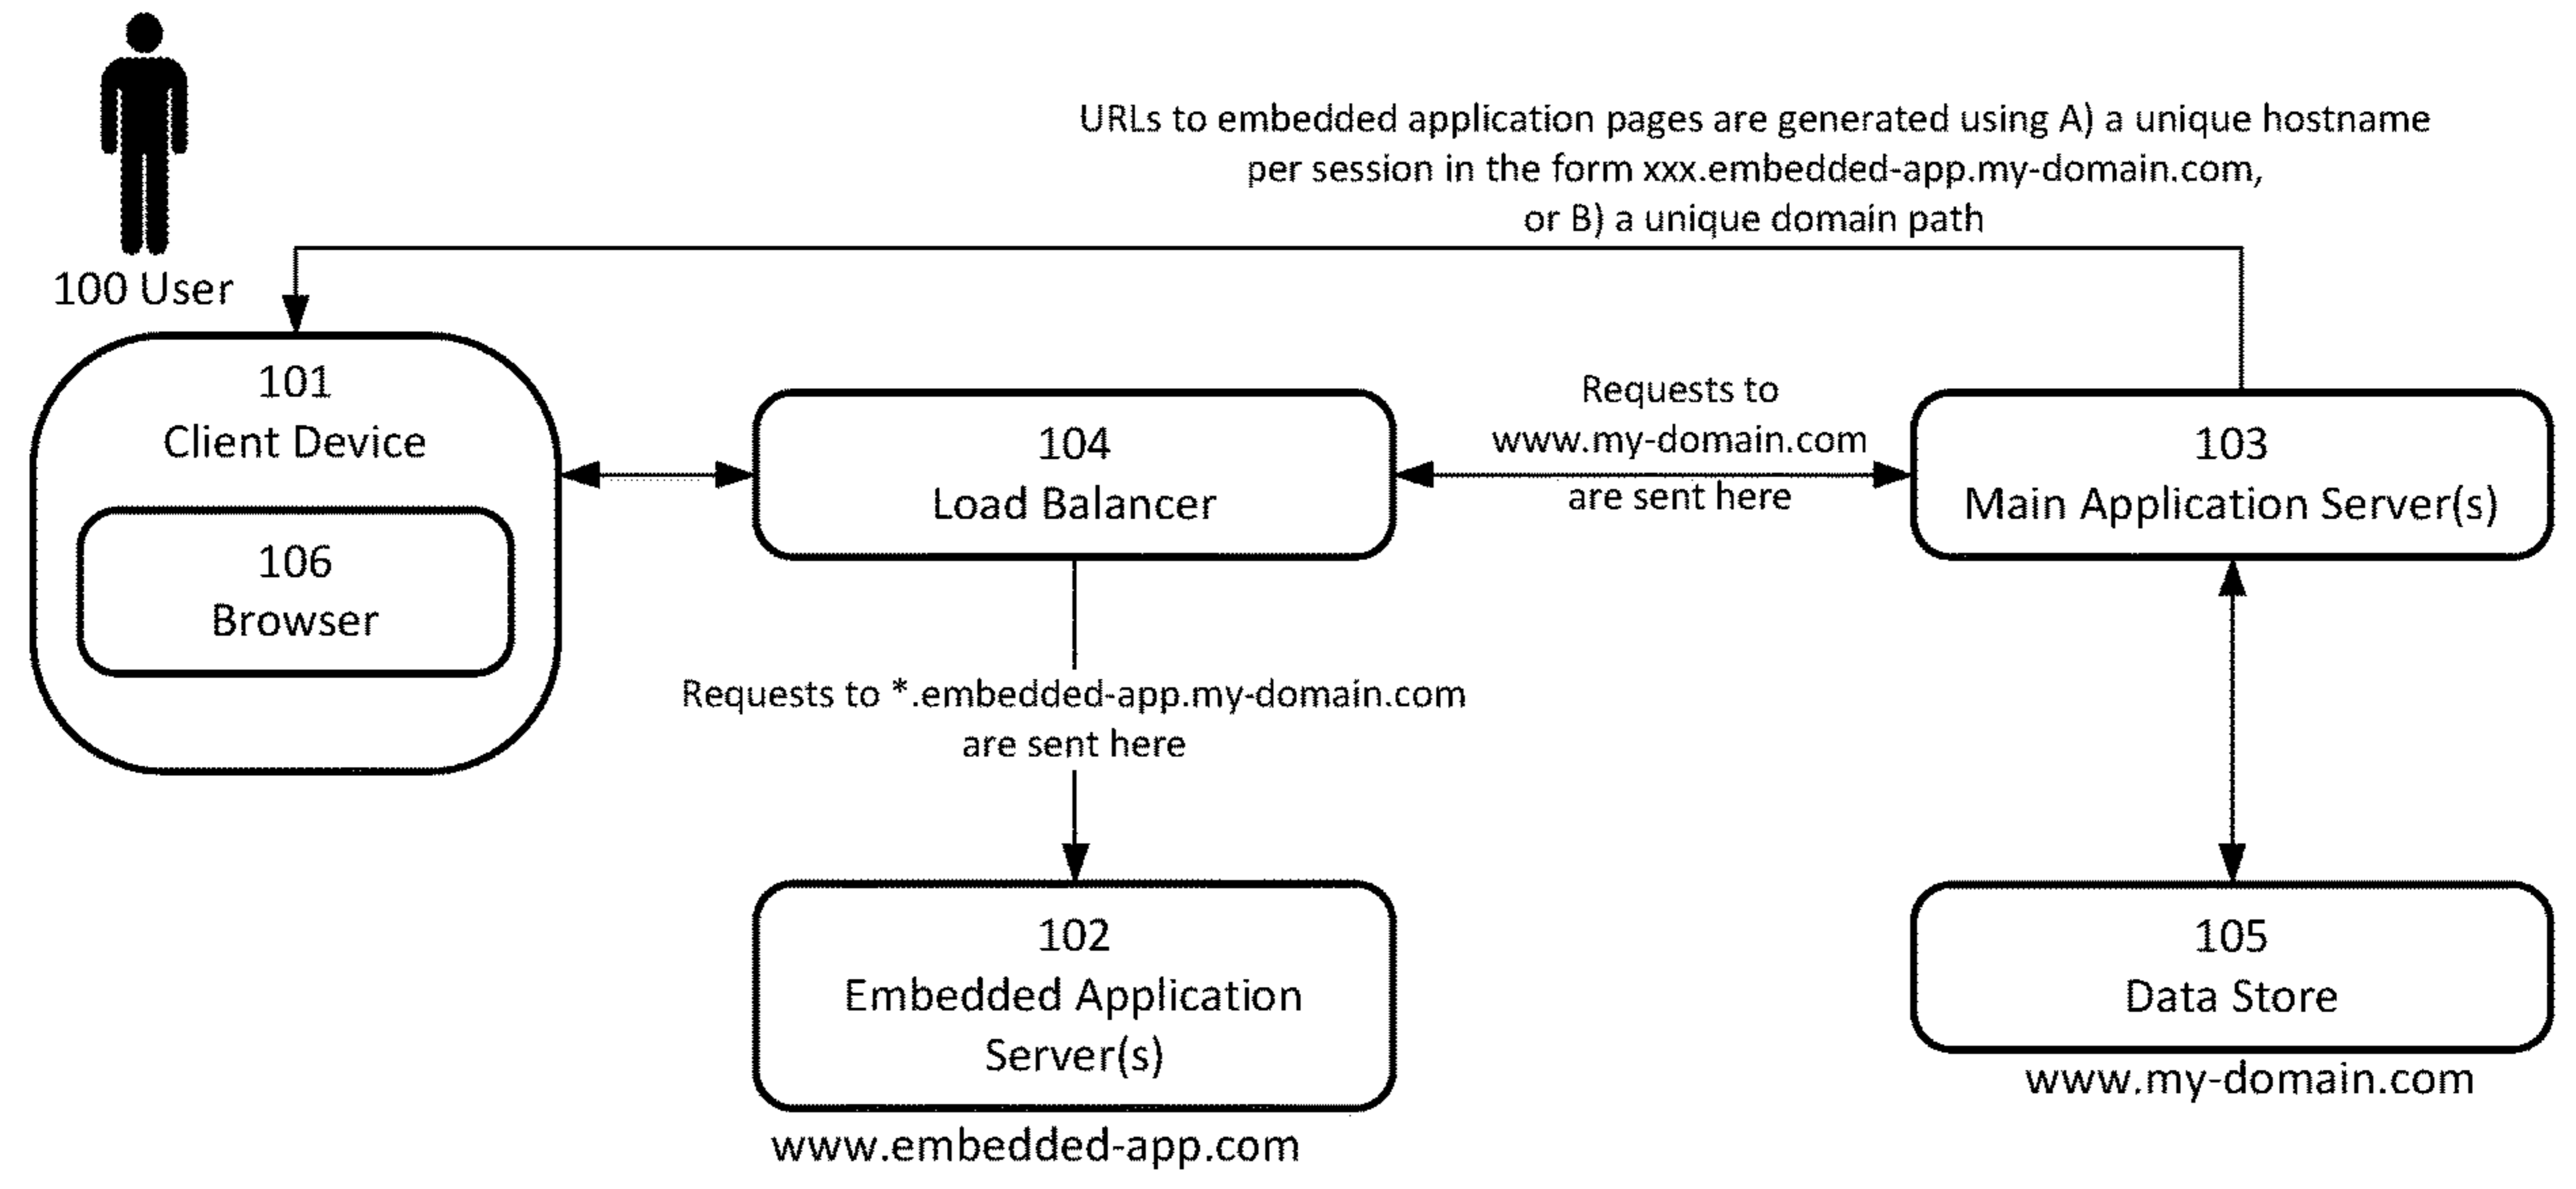 URLs to embedded application pages are generated using A) a unique hostname
per session in the form xxx.embedded-app.my-domain.com,
or B) a unique domain path
100 User
101
Client Device
106
Browser
104
Load Balancer
Requests to
www.my-domain.com
are sent here
103
Main Application Server(s)
Requests to *.embedded-app.my-domain.com
are sent here
102
Embedded Application
Server(s)
www.embedded-app.com
105
Data Store
www.my-domain.com